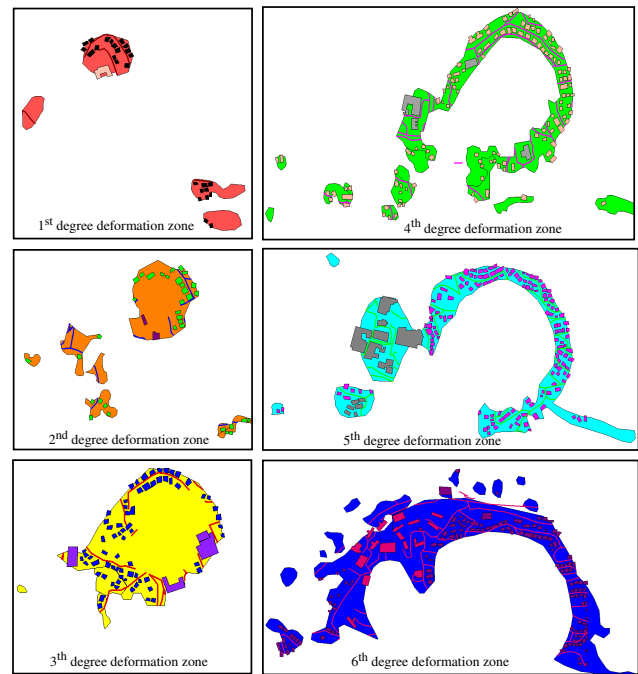 1st degree deformation zone
4th degree deformation zone
2nd degree deformation zone
5th degree deformation zone
3th degree deformation zone
6th degree deformation zone